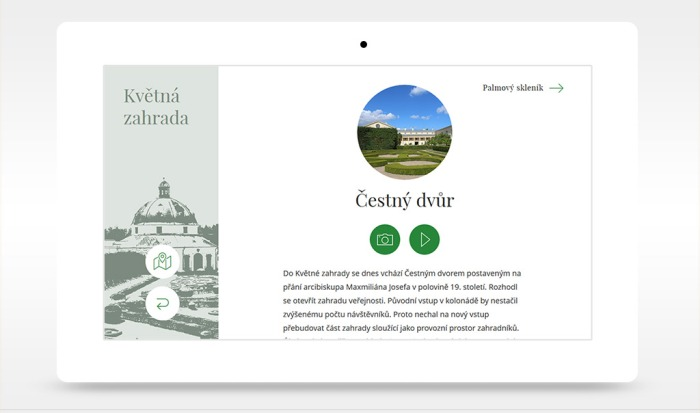 Květná
zahrada
Palmový skleník
Čestný dvůr
Do Květné zahrady se dnes vchází Čestným dvorem postaveným na
přání arcibiskupa Maxmiliána Josefa v polovině 19. století. Rozhodl
se otevřít zahradu veřejnosti. Původní vstup v kolonádě by nestačil
zvýšenému počtu návštěvníků. Proto nechal na nový vstup
přebudovat část zahrady sloužící jako provozní prostor zahradníků.